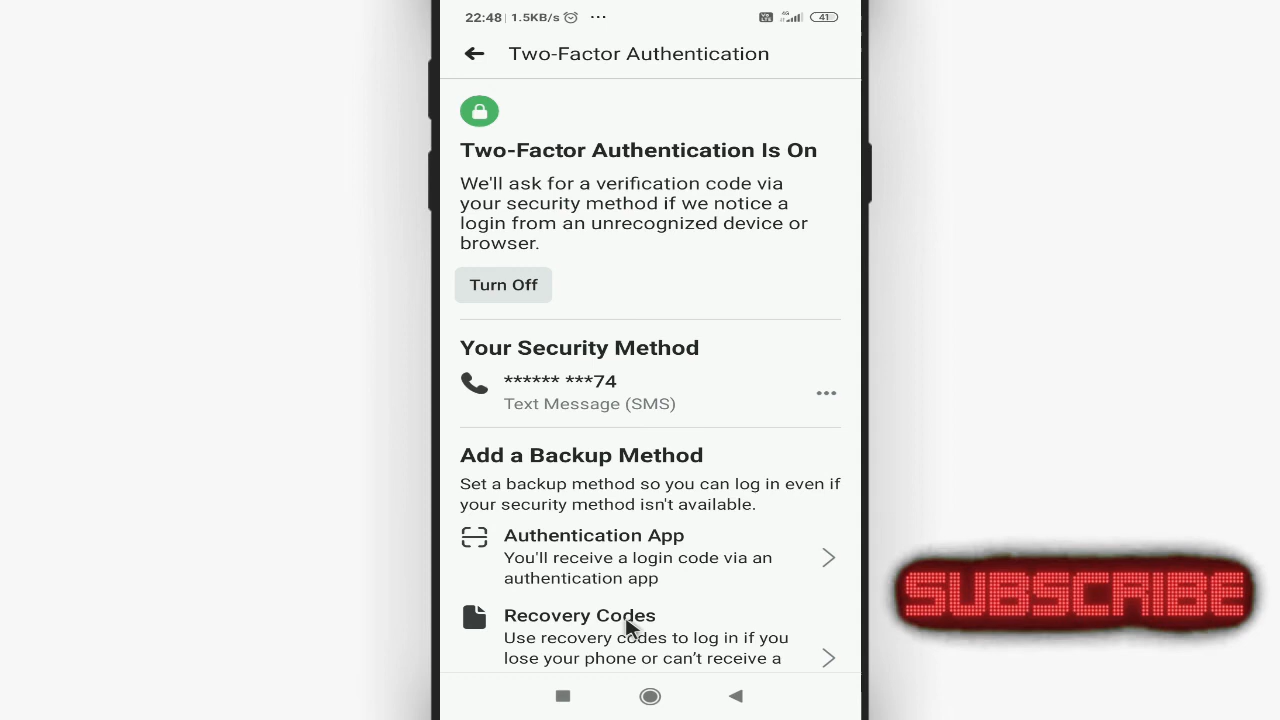 22:48 1.5KB/s ... Vo LTE 4G 41
Two-Factor Authentication
Two-Factor Authentication Is On
We'll ask for a verification code via
your security method if we notice a
login from an unrecognized device or
browser.
Turn Off
Your Security Method
****** ***74
Text Message (SMS)
Add a Backup Method
Set a backup method so you can log in even if
your security method isn't available.
Authentication App
You'll receive a login code via an
authentication app
Recovery Codes
Use recovery codes to log in if you
lose your phone or can’t receive a
SUBSCRIBE